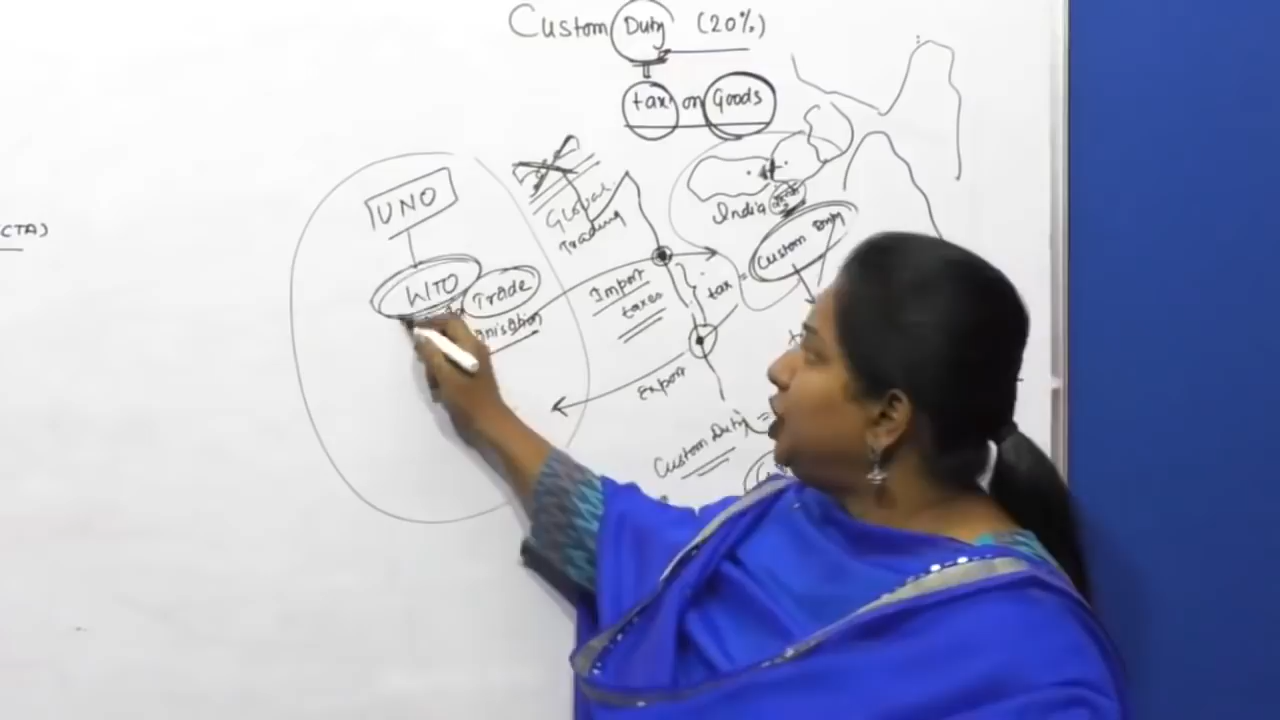 Custom Duty (20%)
tax on Goods
CTA)
UNO
WTO
Trade
Global
Trading
India
Custom Duty
Import
taxes
tax =
Export
Custom Duty =